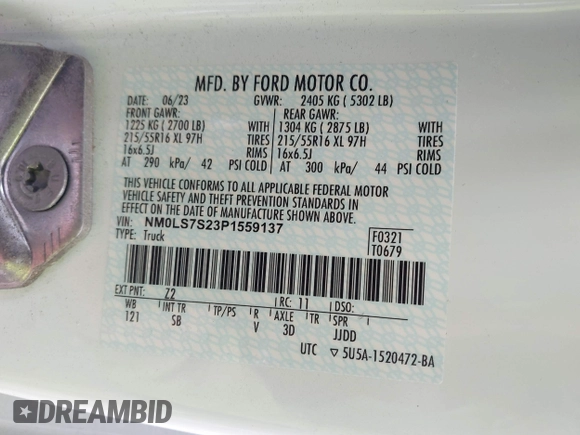 MFD. BY FORD MOTOR CO.
DATE: 06/23 GVWR: 2405 KG ( 5302 LB)
FRONT GAWR: REAR GAWR:
1225 KG ( 2700 LB) WITH 1304 KG ( 2875 LB) WITH
215/55R16 XL 97H TIRES 215/55R16 XL 97H TIRES
16x6.5J RIMS 16x6.5J RIMS
AT 290 kPa/ 42 PSI COLD AT 300 kPa/ 44 PSI COLD
THIS VEHICLE CONFORMS TO ALL APPLICABLE FEDERAL MOTOR
VEHICLE SAFETY AND THEFT PREVENTION STANDARDS IN
EFFECT ON THE DATE OF MANUFACTURE SHOWN ABOVE.
VIN: NM0LS7S23P1559137
TYPE: Truck
F0321
T0679
EXT PNT: Z2 RC: 11 DSO:
WB INT TR TP/PS R AXLE TR SPR
121 SB V 3D JJDD
UTC ▽ 5U5A-1520472-BA
DREAMBID